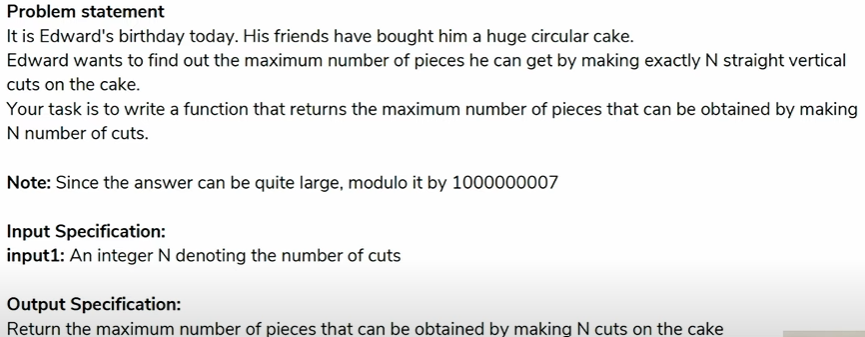 Problem statement
It is Edward's birthday today. His friends have bought him a huge circular cake.
Edward wants to find out the maximum number of pieces he can get by making exactly N straight vertical
cuts on the cake.
Your task is to write a function that returns the maximum number of pieces that can be obtained by making
N number of cuts.
Note: Since the answer can be quite large, modulo it by 1000000007
Input Specification:
input1: An integer N denoting the number of cuts
Output Specification:
Return the maximum number of pieces that can be obtained by making N cuts on the cake